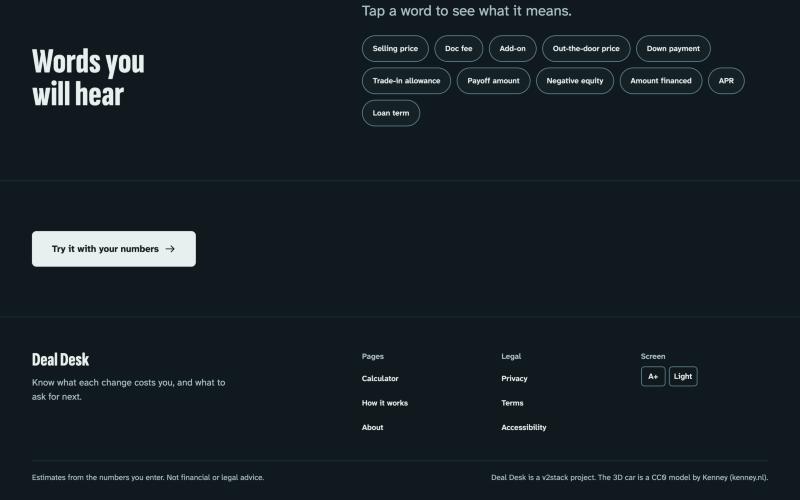 Tap a word to see what it means.
Words you
will hear
Selling price
Doc fee
Add-on
Out-the-door price
Down payment
Trade-in allowance
Payoff amount
Negative equity
Amount financed
APR
Loan term
Try it with your numbers →
Deal Desk
Know what each change costs you, and what to
ask for next.
Pages
Calculator
How it works
About
Legal
Privacy
Terms
Accessibility
Screen
A+
Light
Estimates from the numbers you enter. Not financial or legal advice.
Deal Desk is a v2stack project. The 3D car is a CC0 model by Kenney (kenney.nl).